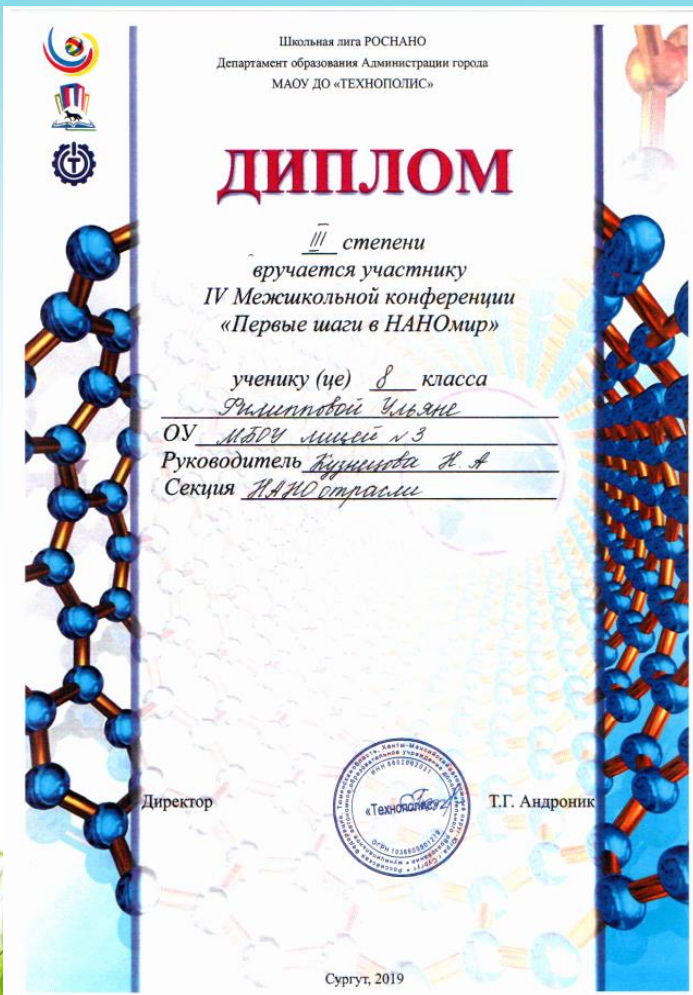 Школьная лига РОСНАНО
Департамент образования Администрации города
МАОУ ДО «ТЕХНОПОЛИС»
ДИПЛОМ
III степени
вручается участнику
IV Межшкольной конференции
«Первые шаги в НАНОмир»
ученику (це) 8 класса
Филипповой Ульяне
ОУ МБОУ лицей №3
Руководитель Кузнецова Н. А
Секция НАНОотрасли
Директор
«Технополис»
Т.Г. Андроник
Сургут, 2019